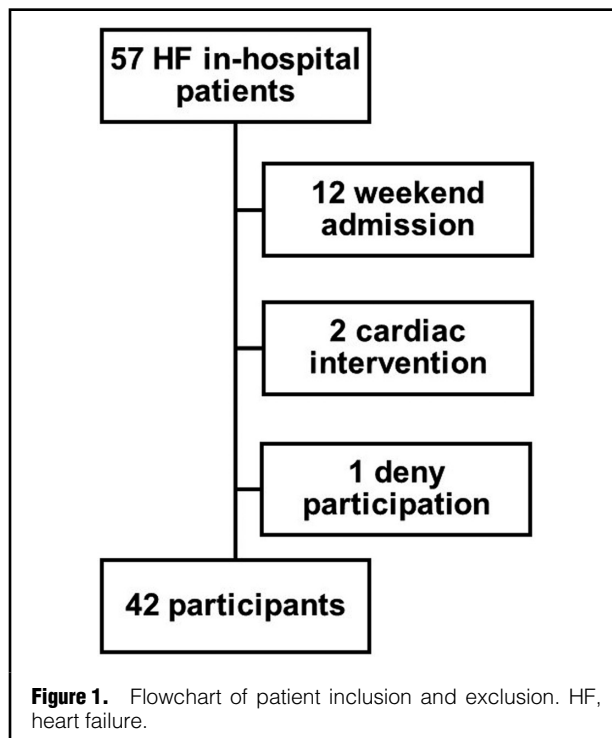 57 HF in-hospital
patients
12 weekend
admission
2 cardiac
intervention
1 deny
participation
42 participants
Figure 1. Flowchart of patient inclusion and exclusion. HF,
heart failure.